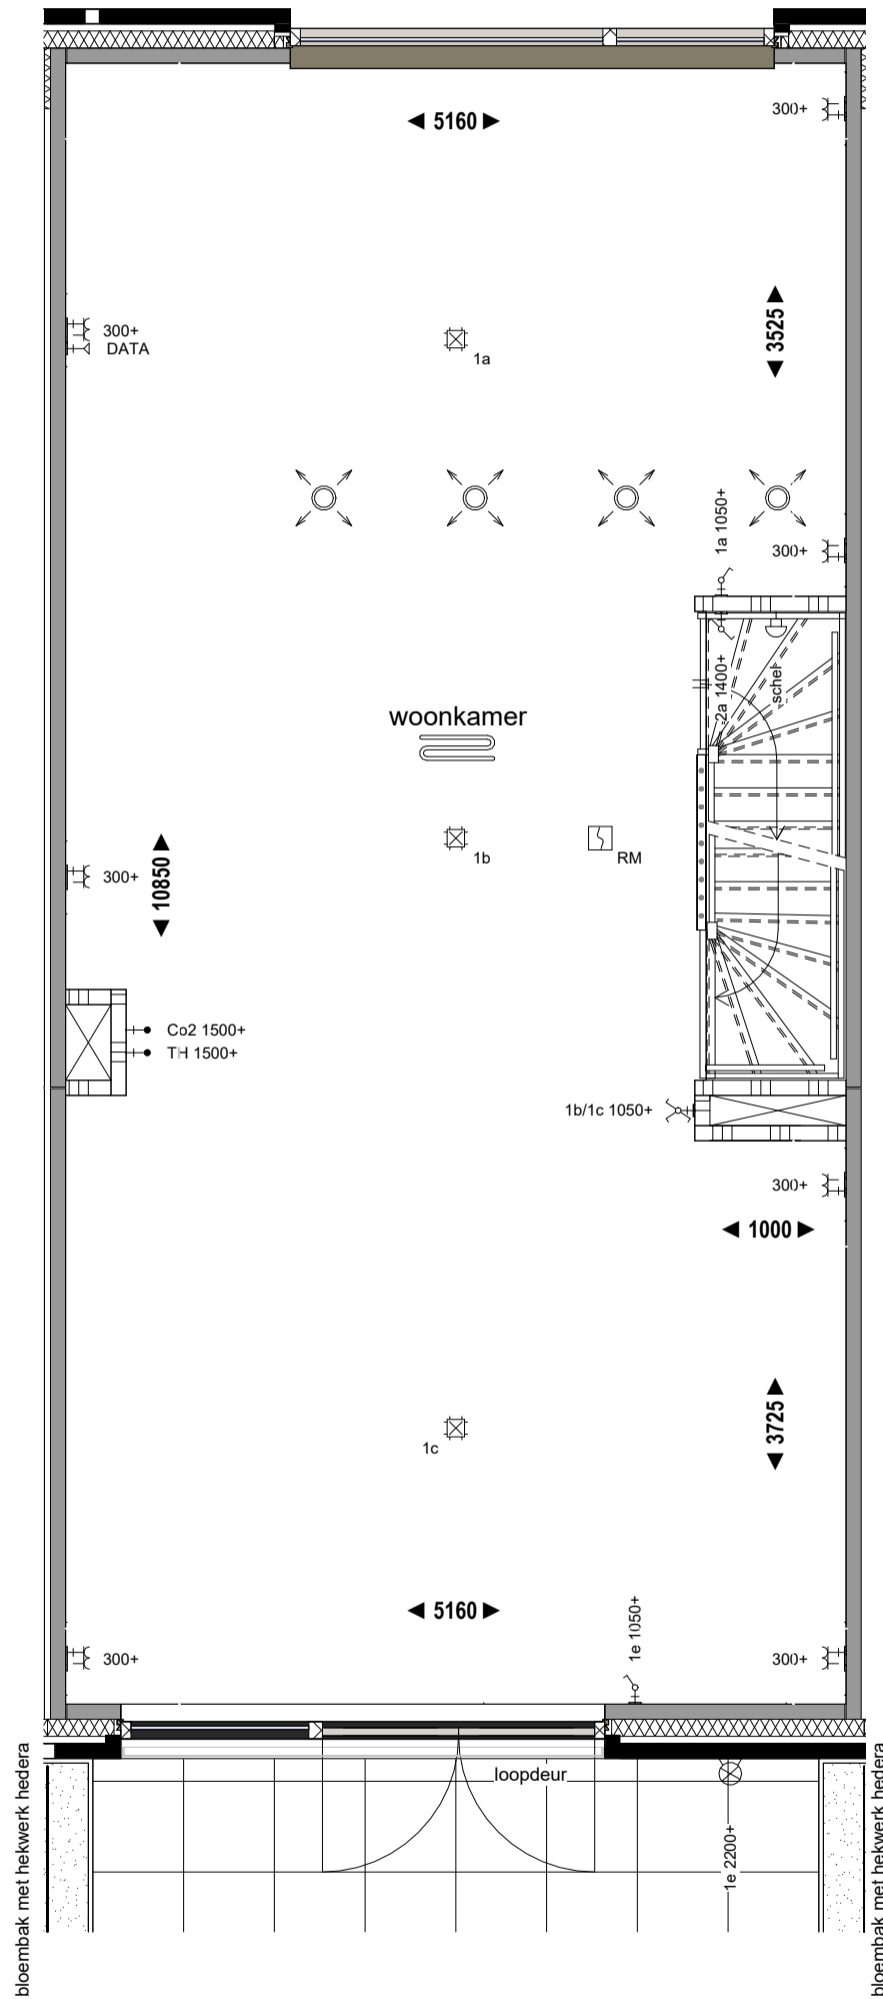 5160
300+
3525
300+
DATA
1a
1a 1050+
300+
2a 1400+
schel
woonkamer
1b
RM
10850
300+
Co2 1500+
TH 1500+
1b/1c 1050+
300+
1000
3725
1c
5160
1e 1050+
300+
300+
loopdeur
1e 2200+
bloembak met hekwerk hedera
bloembak met hekwerk hedera